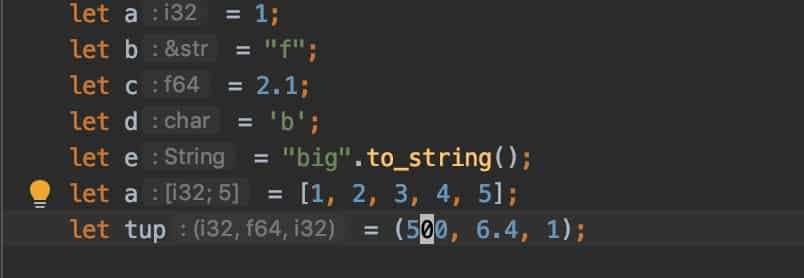 let a : i32 = 1;
let b : &str = "f";
let c : f64 = 2.1;
let d : char = 'b';
let e : String = "big".to_string();
let a : [i32; 5] = [1, 2, 3, 4, 5];
let tup : (i32, f64, i32) = (500, 6.4, 1);